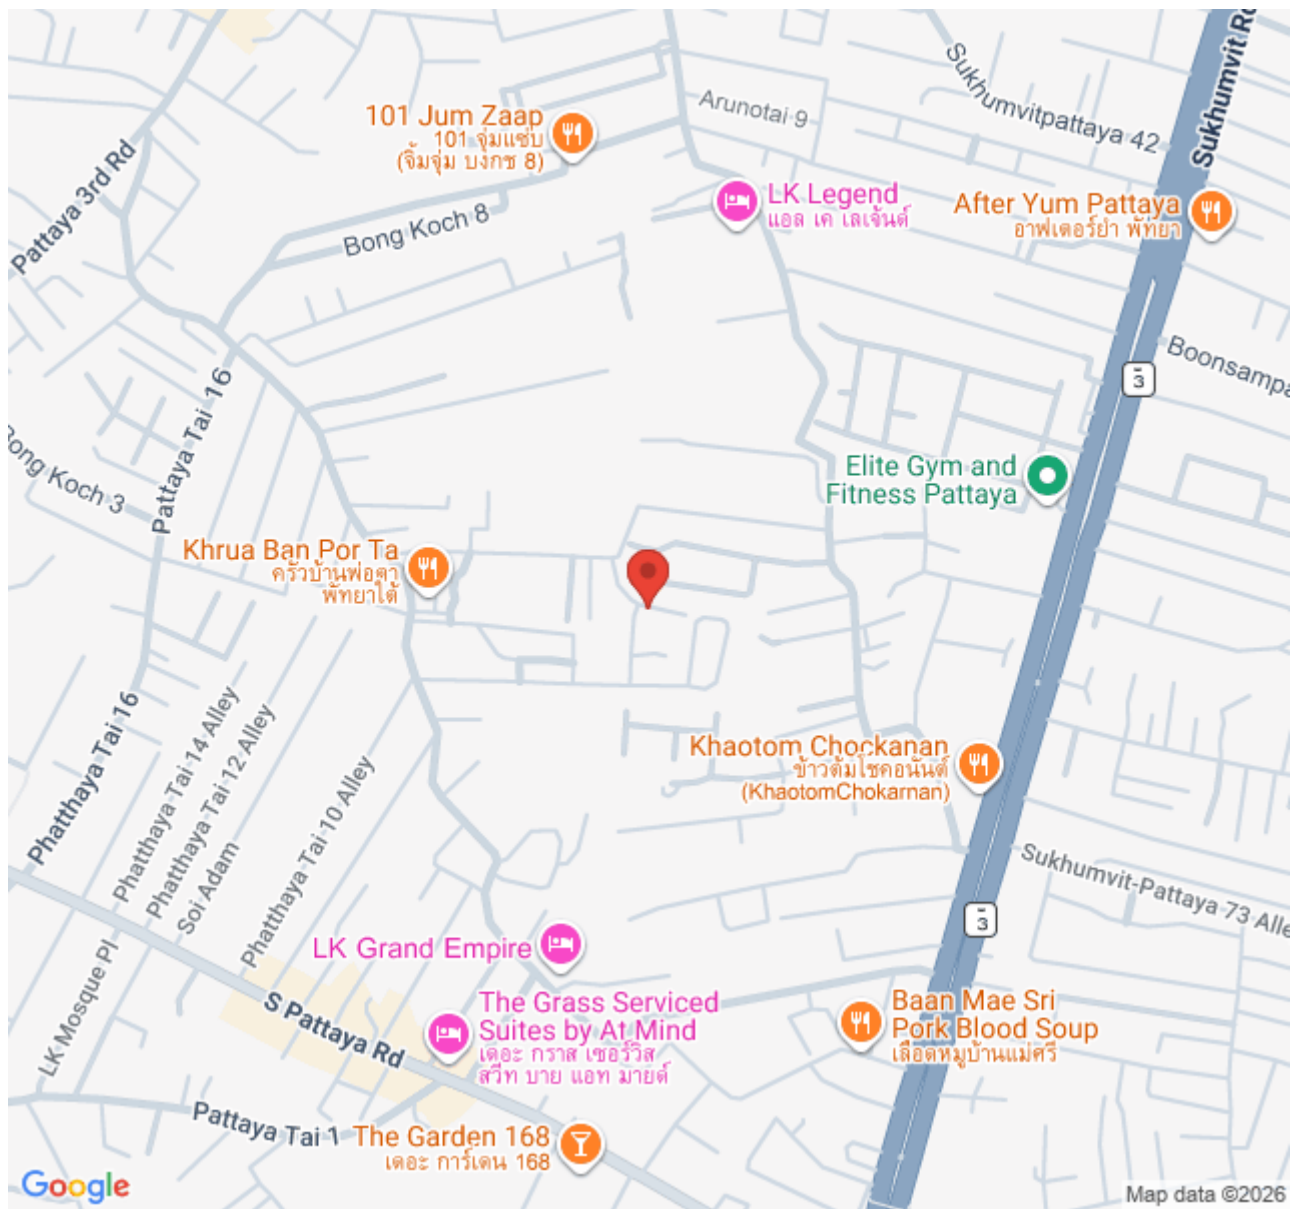 Sukhumvitpattaya 42
Sukhumvit Rd
Arunotai 9
101 Jum Zaap
101 จุ่มแซ่บ
(จิ้มจุ่ม บงกช 8)
Pattaya 3rd Rd
LK Legend
แอล เค เลเจ้นด์
After Yum Pattaya
อาฟเตอร์ยำ พัทยา
Bong Koch 8
Boonsampa
3
Pattaya Tai 16
Bong Koch 3
Elite Gym and
Fitness Pattaya
Khrua Ban Por Ta
ครัวบ้านพ่อตา
พัทยาใต้
Phatthaya Tai 16
Phatthaya Tai 14 Alley
Phatthaya Tai 12 Alley
Soi Adam
Phatthaya Tai 10 Alley
Khaotom Chockanan
ข้าวต้มโชคอนันต์
(KhaotomChokarnan)
Sukhumvit-Pattaya 73 Alle
3
LK Grand Empire
LK Mosque Pl
S Pattaya Rd
The Grass Serviced
Suites by At Mind
เดอะ กราส เซอร์วิส
สวีท บาย แอท มายด์
Baan Mae Sri
Pork Blood Soup
เลือดหมูบ้านแม่ศรี
Pattaya Tai 1
The Garden 168
เดอะ การ์เดน 168
Google
Map data ©2026